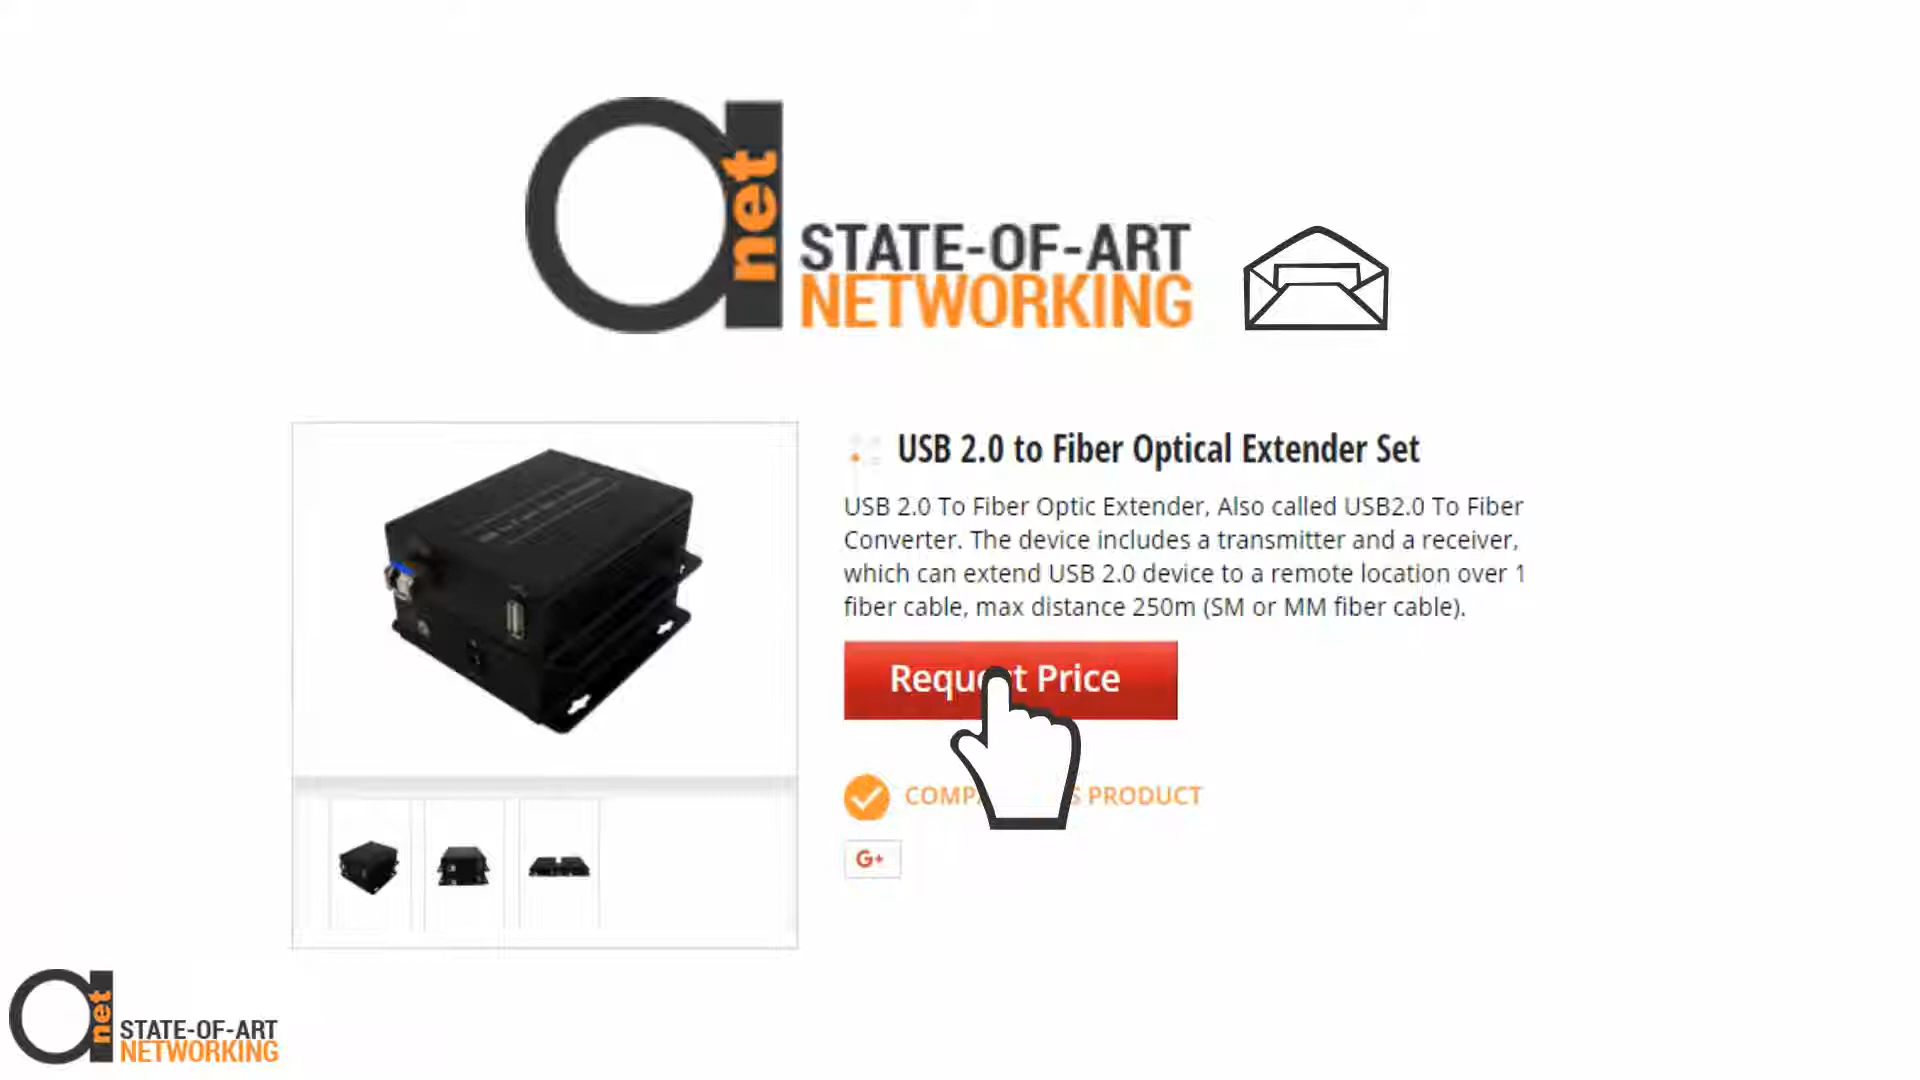 net
STATE-OF-ART
NETWORKING
USB 2.0 to Fiber Optical Extender Set
USB 2.0 To Fiber Optic Extender, Also called USB2.0 To Fiber
Converter. The device includes a transmitter and a receiver,
which can extend USB 2.0 device to a remote location over 1
fiber cable, max distance 250m (SM or MM fiber cable).
Request Price
PRODUCT
G+
net
STATE-OF-ART
NETWORKING